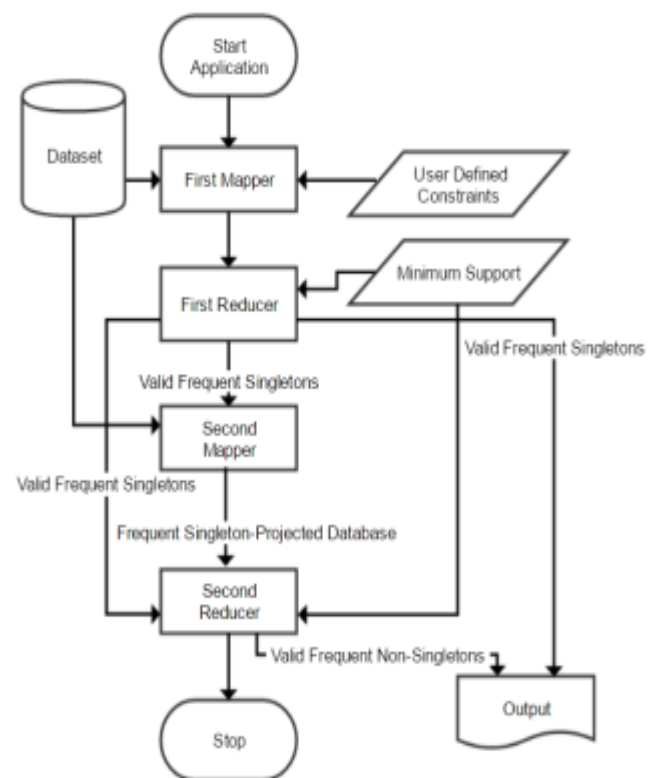 Start
Application
Dataset
First Mapper
User Defined
Constraints
Minimum Support
First Reducer
Valid Frequent Singletons
Valid Frequent Singletons
Second
Mapper
Valid Frequent Singletons
Frequent Singleton-Projected Database
Second
Reducer
Valid Frequent Non-Singletons
Output
Stop